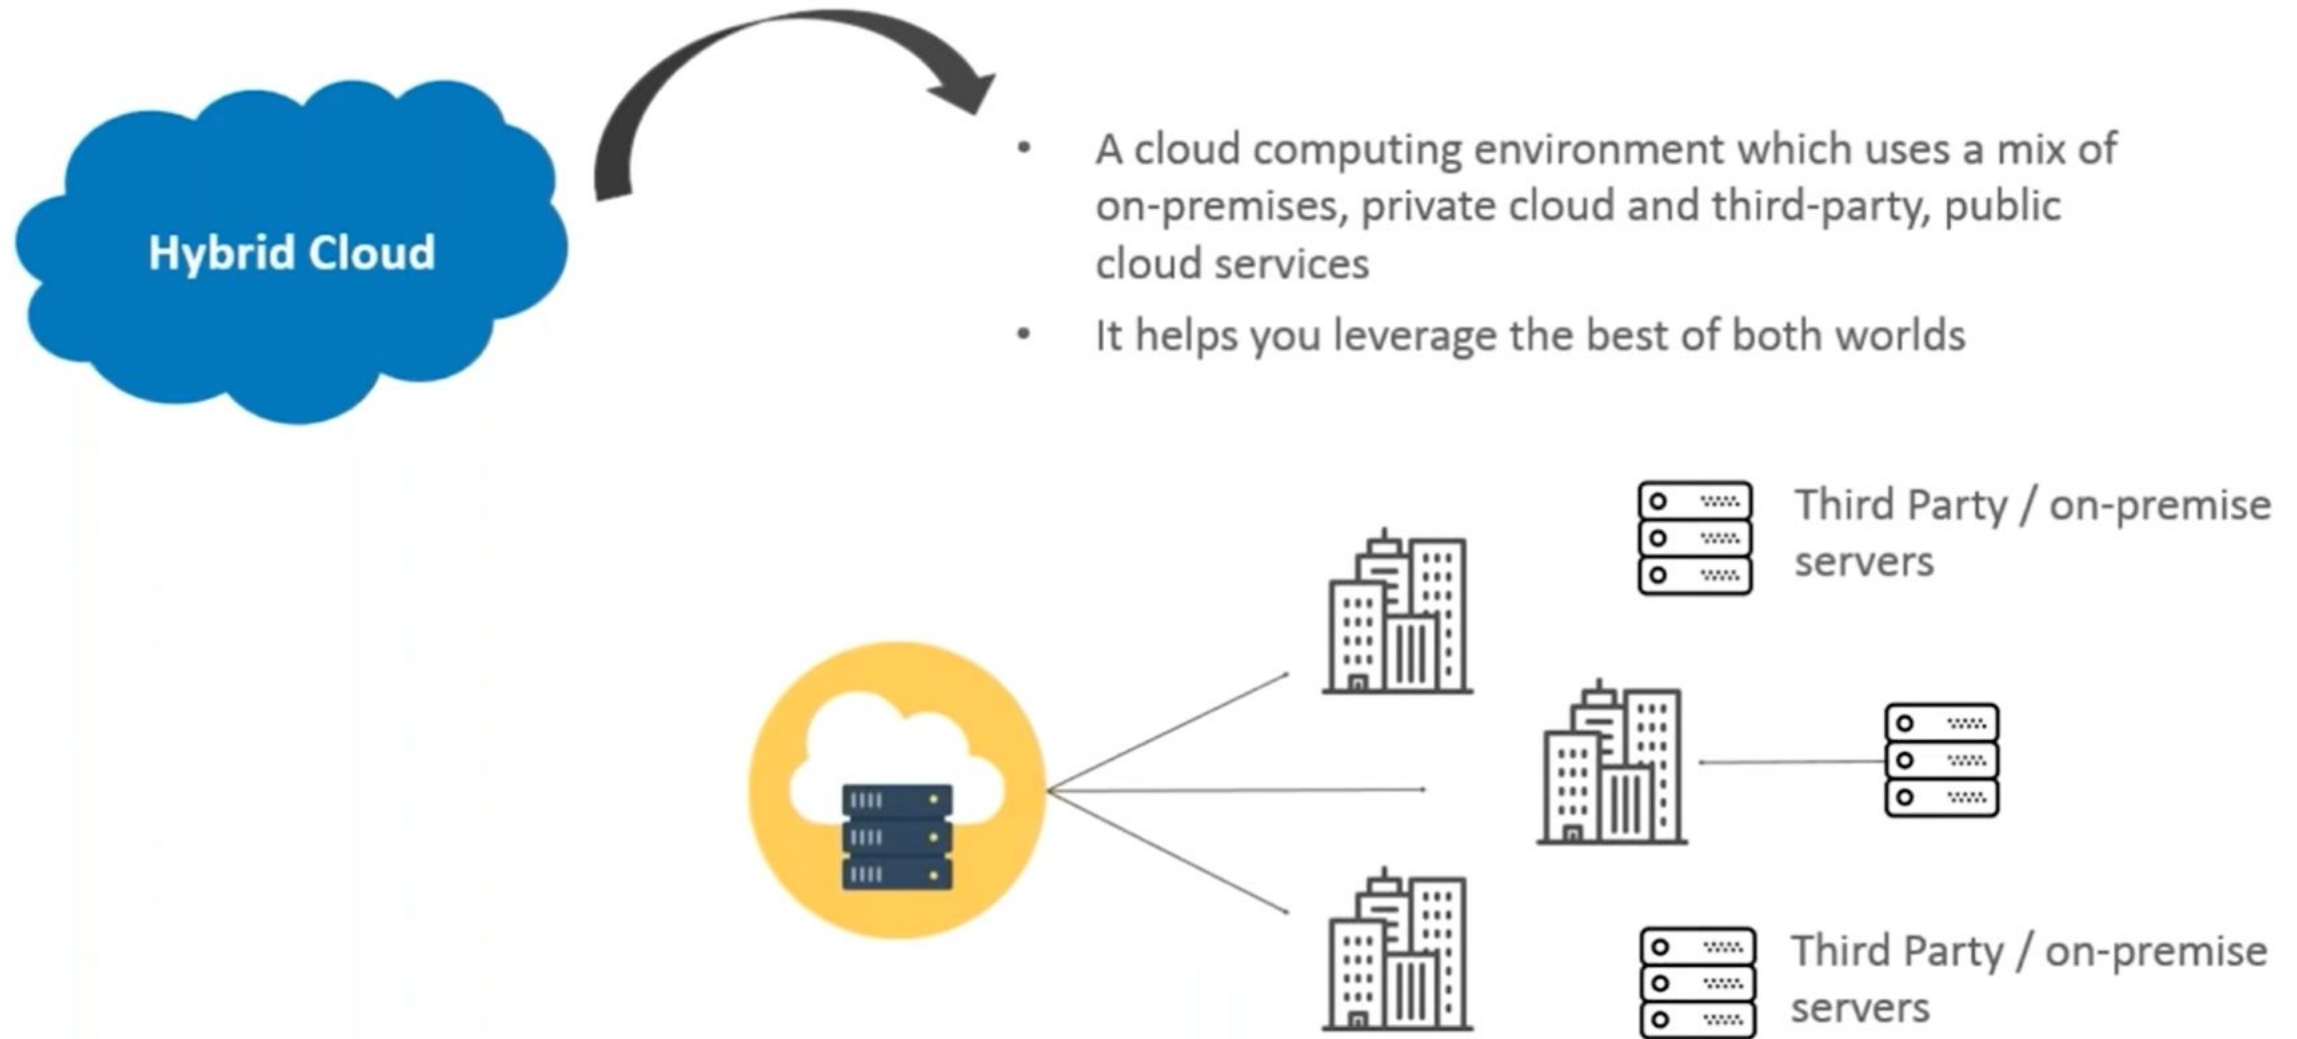 Hybrid Cloud
• A cloud computing environment which uses a mix of
on-premises, private cloud and third-party, public
cloud services
• It helps you leverage the best of both worlds
Third Party / on-premise
servers
Third Party / on-premise
servers